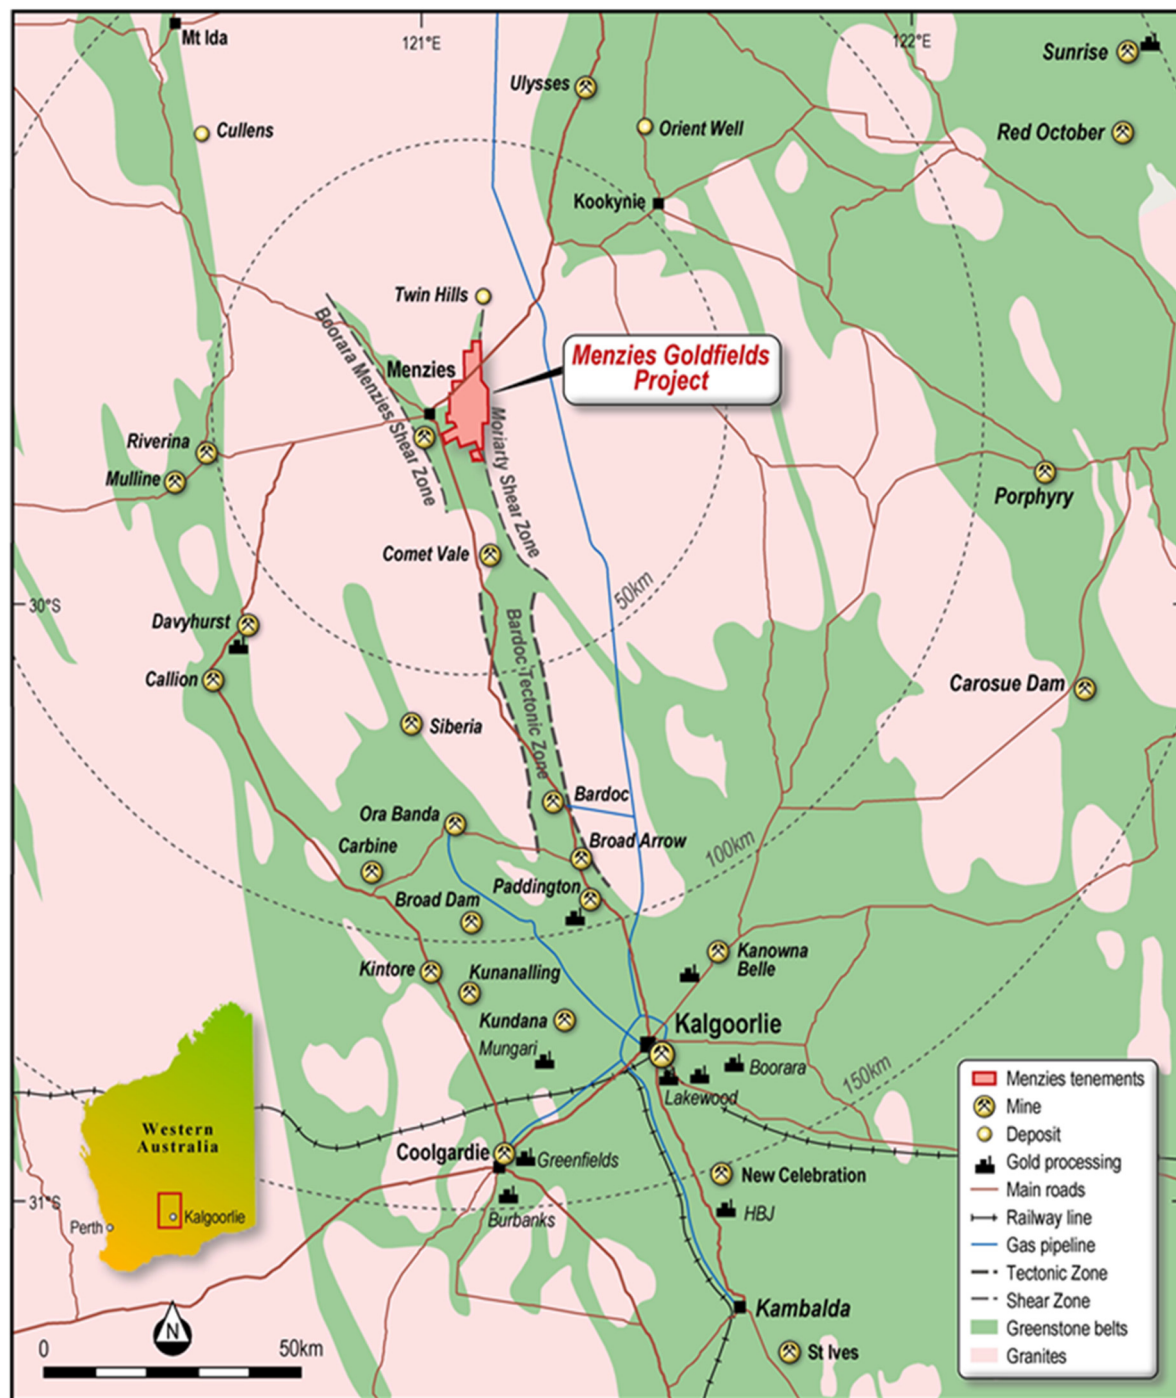 121°E
122°E
Mt Ida
Sunrise
Ulysses
Cullens
Orient Well
Red October
Kookynie
Twin Hills
Boorara Menzies Shear Zone
Menzies
Menzies Goldfields
Project
Moriarty Shear Zone
Riverina
Mulline
Porphyry
Comet Vale
50km
30°S
Davyhurst
Bardoc Tectonic Zone
Callion
Carosue Dam
Siberia
Bardoc
Ora Banda
Broad Arrow
Carbine
100km
Paddington
Broad Dam
Kanowna
Belle
Kintore
Kunanalling
Kundana
Kalgoorlie
Mungari
Boorara
150km
Lakewood
Coolgardie
Greenfields
New Celebration
31°S
Burbanks
HBJ
Kambalda
St Ives
Western
Australia
Perth
Kalgoorlie
N
0
50km
Menzies tenements
Mine
Deposit
Gold processing
Main roads
Railway line
Gas pipeline
Tectonic Zone
Shear Zone
Greenstone belts
Granites